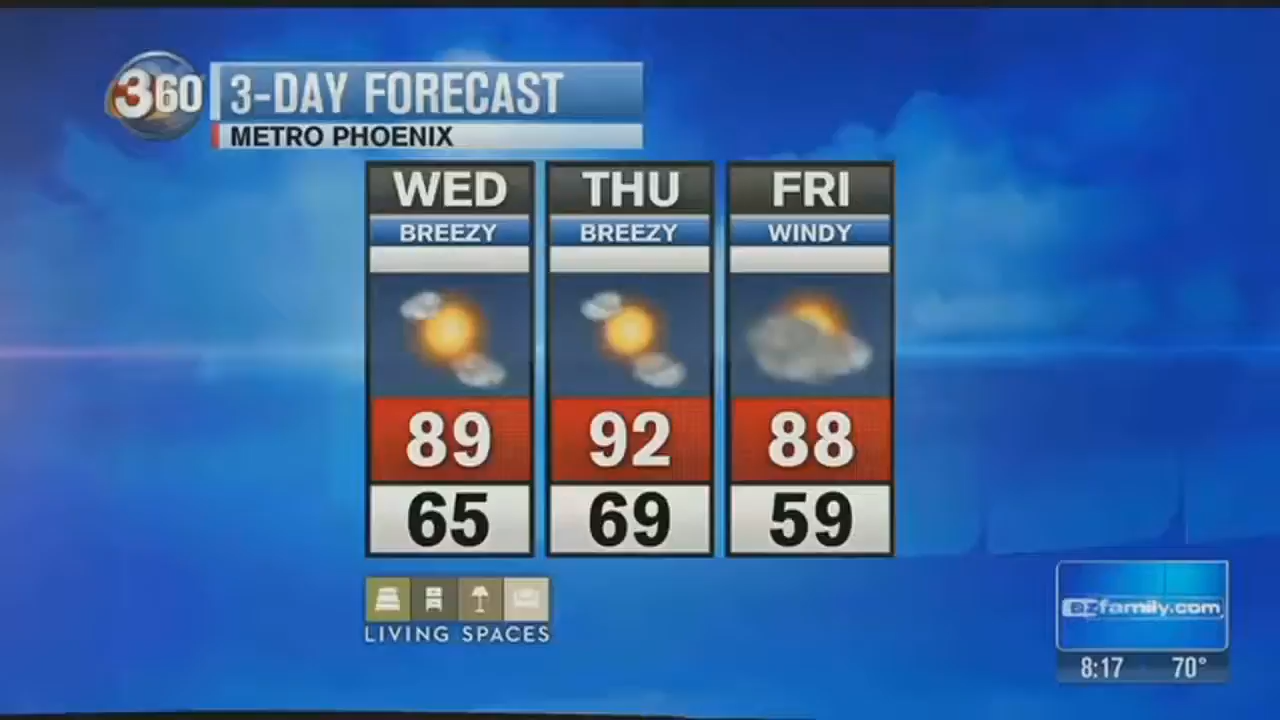 360
3-DAY FORECAST
METRO PHOENIX
WED THU FRI
BREEZY BREEZY WINDY
89 92 88
65 69 59
LIVING SPACES
azfamily.com
8:17 70°